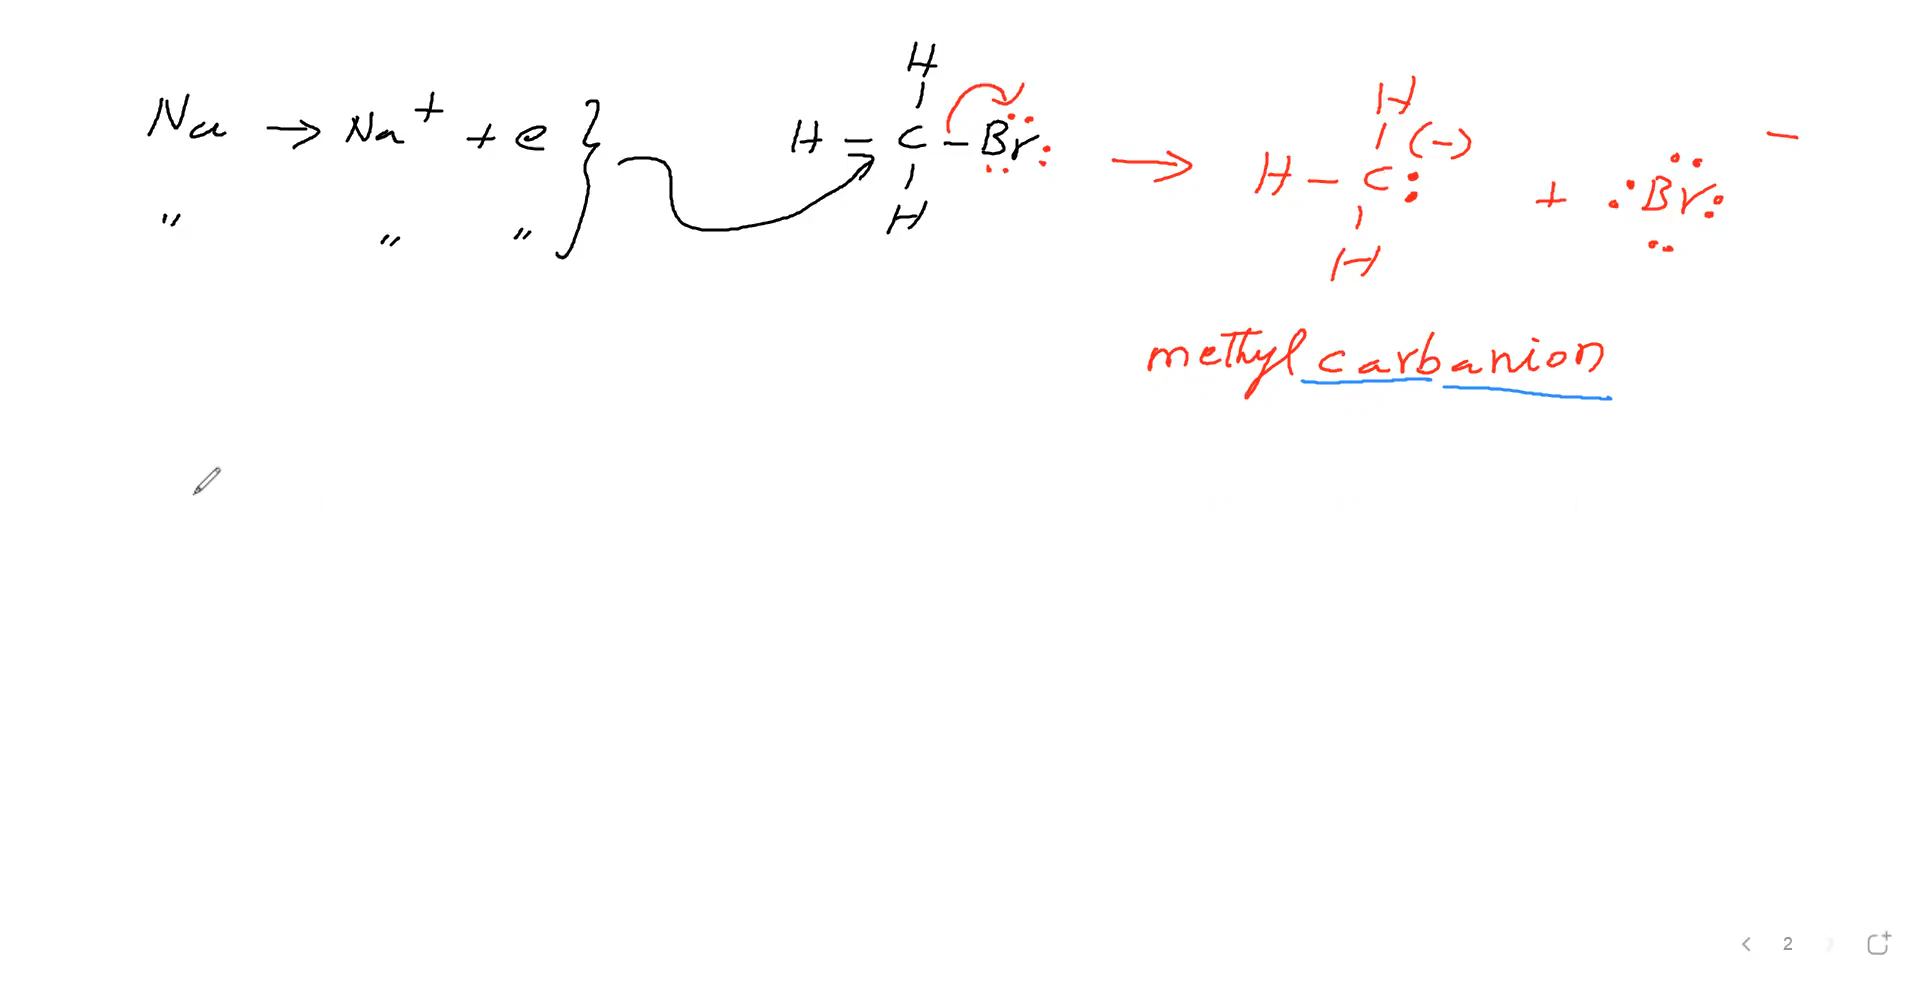 H
Na → Na⁺ + e } H = C - Br: → H - C: (-) + :Br: −
H
H
" " "
H
methyl carbanion
2